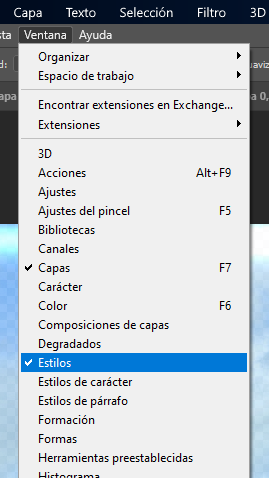 Capa Texto Selección Filtro 3D
sta Ventana Ayuda
Organizar
Espacio de trabajo
Encontrar extensiones en Exchange...
Extensiones
3D
Acciones Alt+F9
Ajustes
Ajustes del pincel F5
Bibliotecas
Canales
Capas F7
Carácter
Color F6
Composiciones de capas
Degradados
Estilos
Estilos de carácter
Estilos de párrafo
Formación
Formas
Herramientas preestablecidas
Histograma